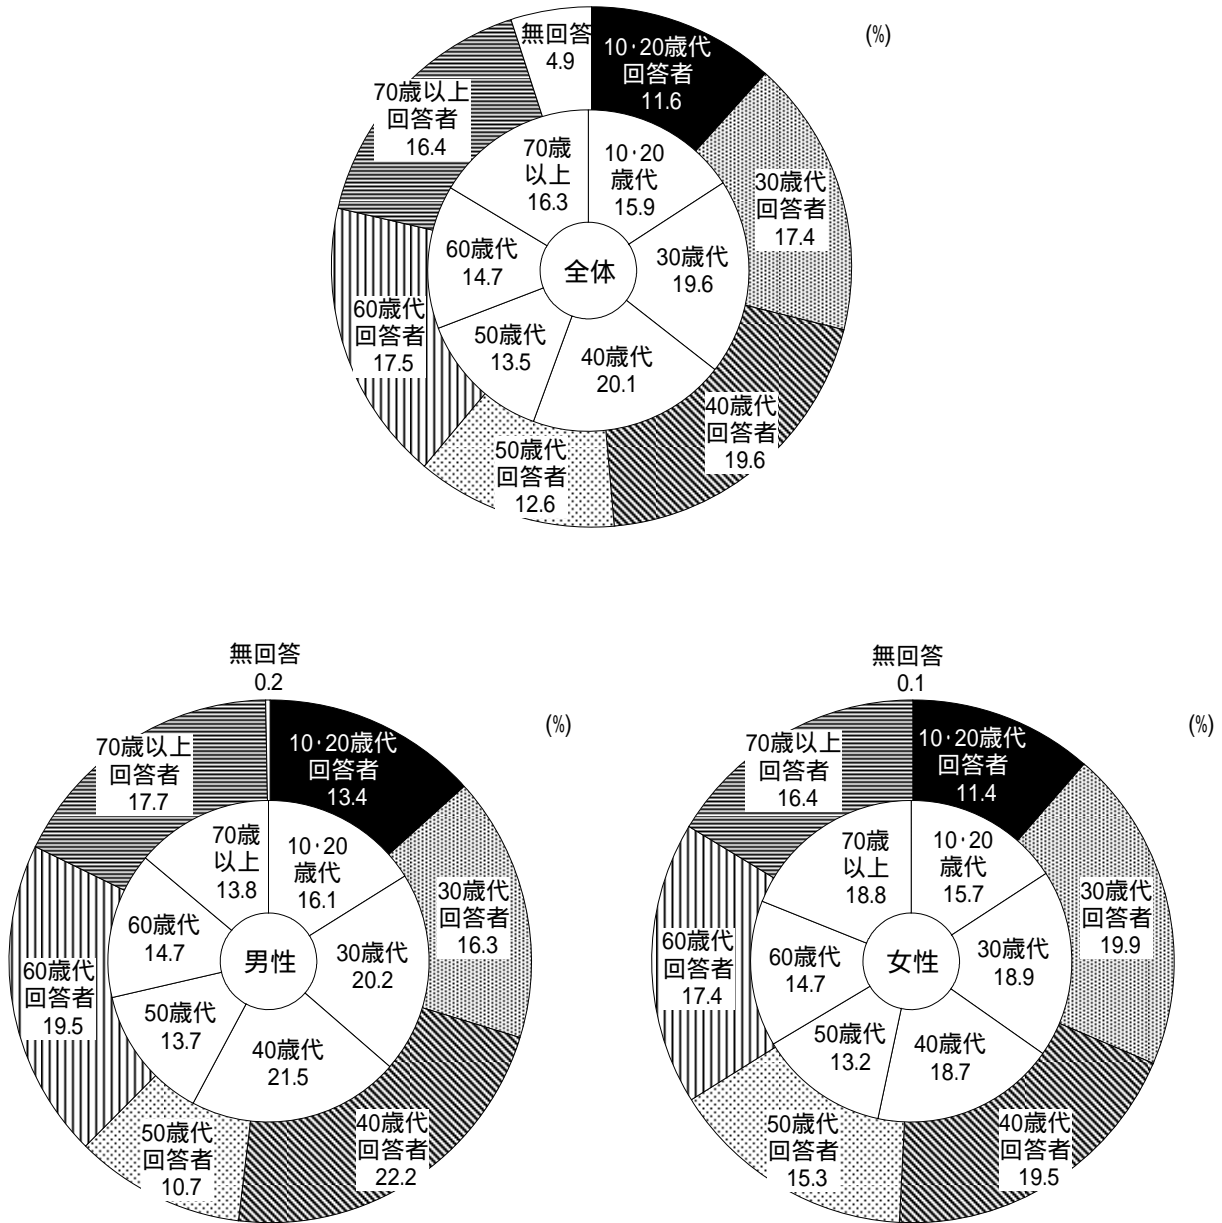 (%)
無回答
4.9
10·20歳代
回答者
11.6
30歳代
回答者
17.4
40歳代
回答者
19.6
50歳代
回答者
12.6
60歳代
回答者
17.5
70歳以上
回答者
16.4
10·20
歳代
15.9
30歳代
19.6
40歳代
20.1
50歳代
13.5
60歳代
14.7
70歳
以上
16.3
全体
無回答
0.2
(%)
10·20歳代
回答者
13.4
30歳代
回答者
16.3
40歳代
回答者
22.2
50歳代
回答者
10.7
60歳代
回答者
19.5
70歳以上
回答者
17.7
10·20
歳代
16.1
30歳代
20.2
40歳代
21.5
50歳代
13.7
60歳代
14.7
70歳
以上
13.8
男性
無回答
0.1
(%)
10·20歳代
回答者
11.4
30歳代
回答者
19.9
40歳代
回答者
19.5
50歳代
回答者
15.3
60歳代
回答者
17.4
70歳以上
回答者
16.4
10·20
歳代
15.7
30歳代
18.9
40歳代
18.7
50歳代
13.2
60歳代
14.7
70歳
以上
18.8
女性